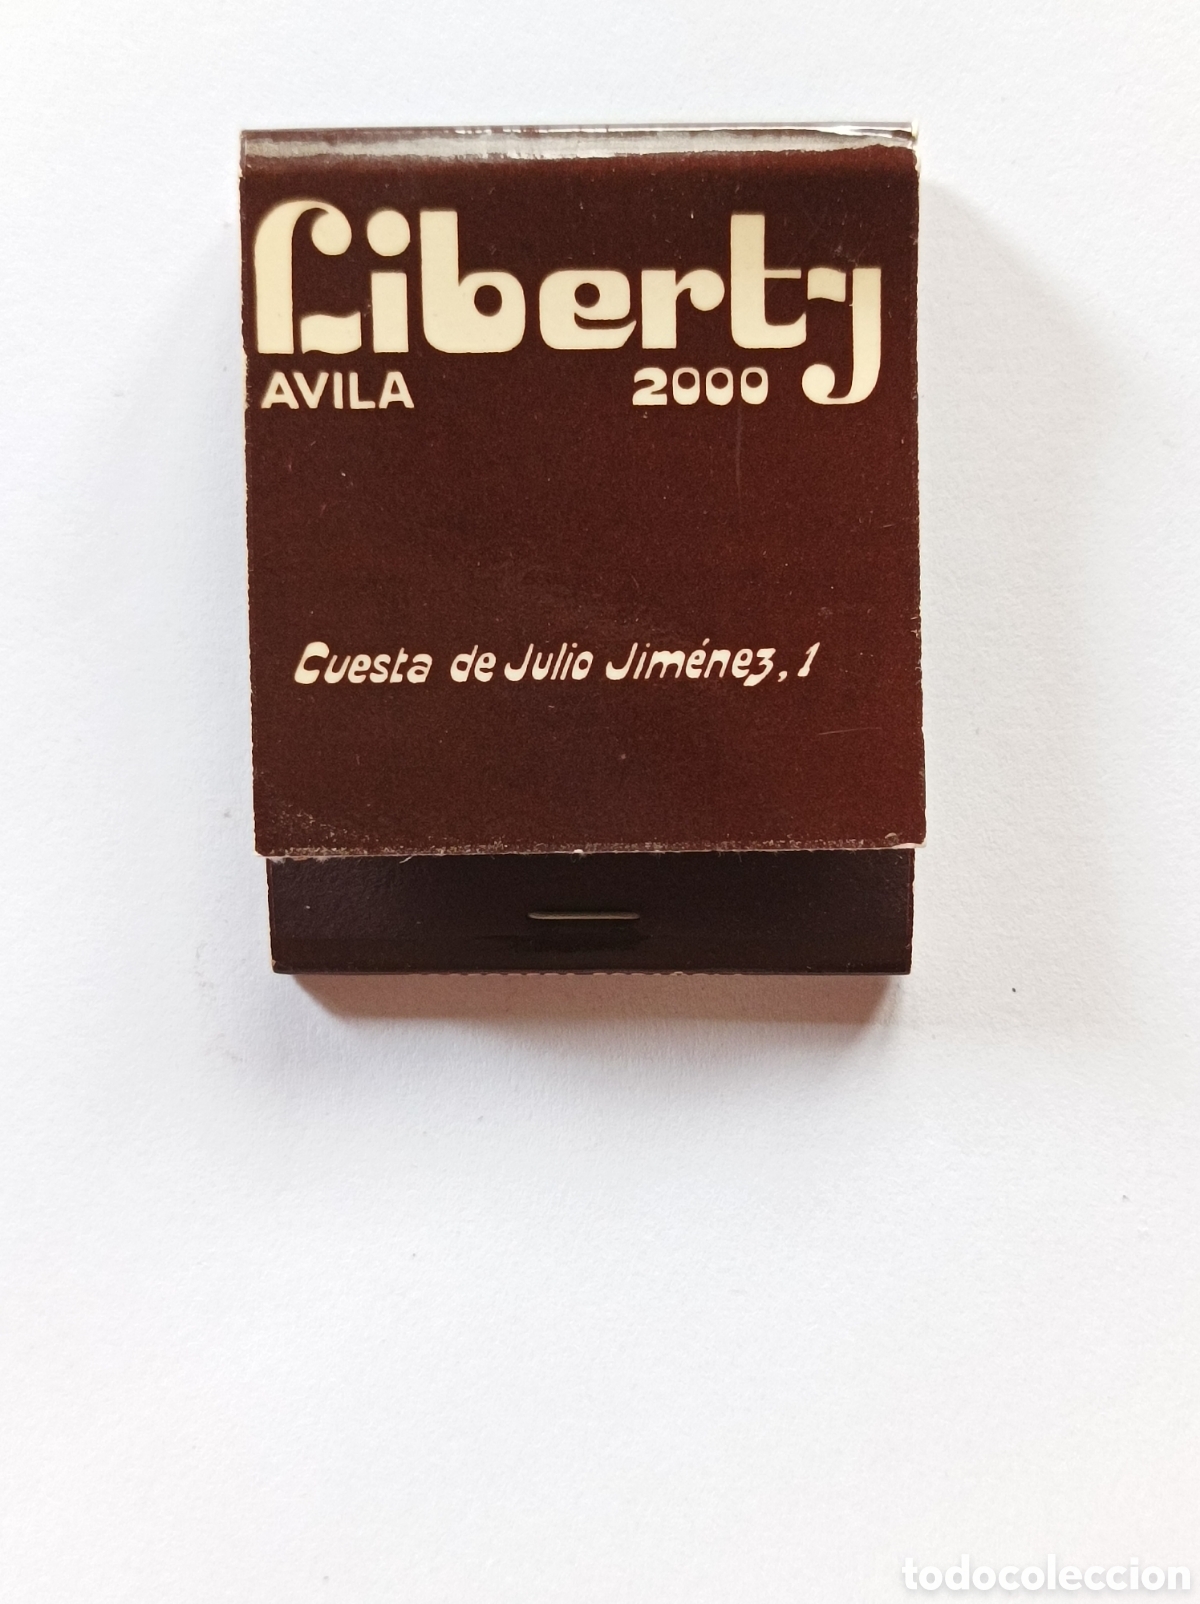 Liberty
AVILA 2000
Cuesta de Julio Jiménez, 1
todocoleccion